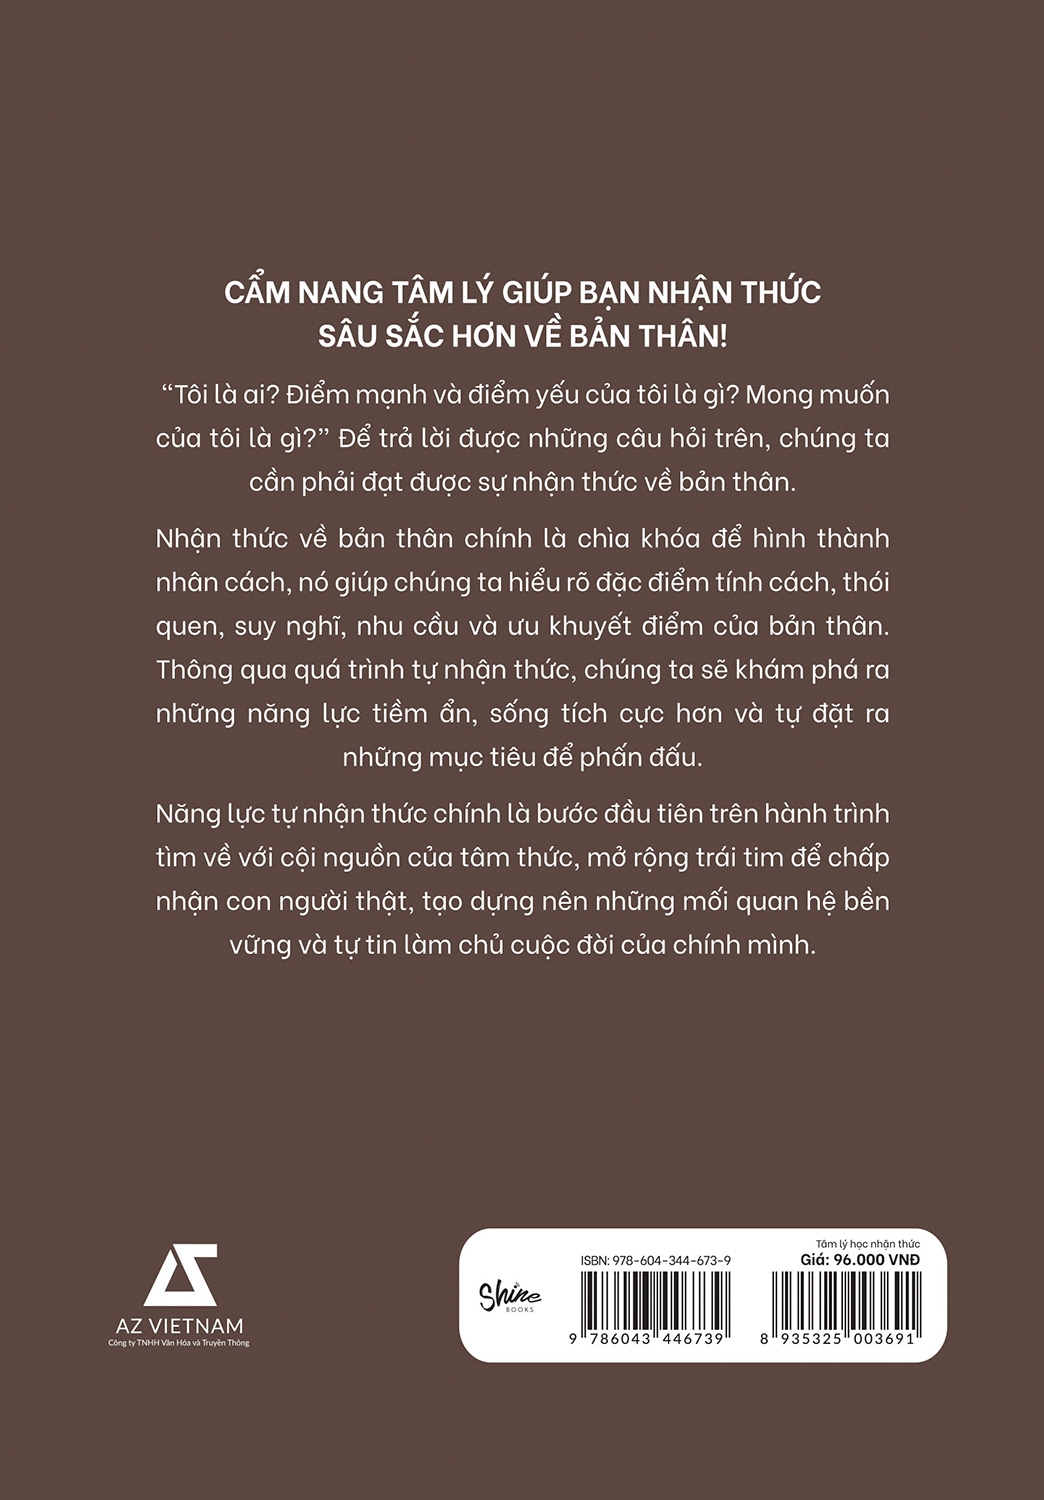 CẨM NANG TÂM LÝ GIÚP BẠN NHẬN THỨC
SÂU SẮC HƠN VỀ BẢN THÂN!
“Tôi là ai? Điểm mạnh và điểm yếu của tôi là gì? Mong muốn
của tôi là gì?” Để trả lời được những câu hỏi trên, chúng ta
cần phải đạt được sự nhận thức về bản thân.
Nhận thức về bản thân chính là chìa khóa để hình thành
nhân cách, nó giúp chúng ta hiểu rõ đặc điểm tính cách, thói
quen, suy nghĩ, nhu cầu và ưu khuyết điểm của bản thân.
Thông qua quá trình tự nhận thức, chúng ta sẽ khám phá ra
những năng lực tiềm ẩn, sống tích cực hơn và tự đặt ra
những mục tiêu để phấn đấu.
Năng lực tự nhận thức chính là bước đầu tiên trên hành trình
tìm về với cội nguồn của tâm thức, mở rộng trái tim để chấp
nhận con người thật, tạo dựng nên những mối quan hệ bền
vững và tự tin làm chủ cuộc đời của chính mình.
AZ VIETNAM
Công ty TNHH Văn Hóa và Truyền Thông
Shine
BOOKS
ISBN: 978-604-344-673-9
9 786043 446739
Tâm lý học nhận thức
Giá: 96.000 VNĐ
8 935325 003691